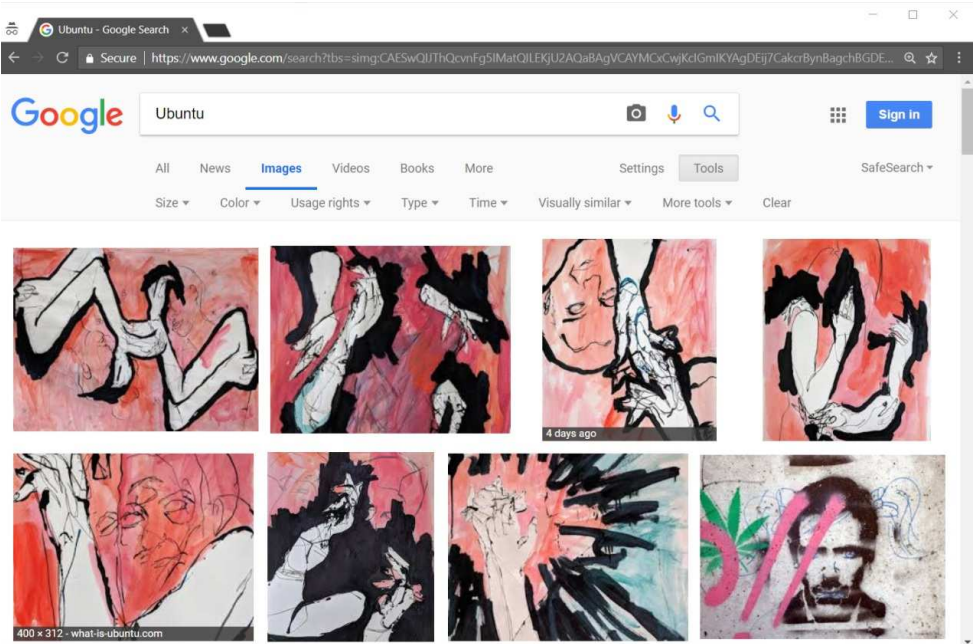 Ubuntu - Google Search
Secure | https://www.google.com/search?tbs=simg:
Google Ubuntu Sign in
All News Images Videos Books More Settings Tools SafeSearch
Size Color Usage rights Type Time Visually similar More tools Clear
4 days ago
400 × 312 - what-is-ubuntu.com